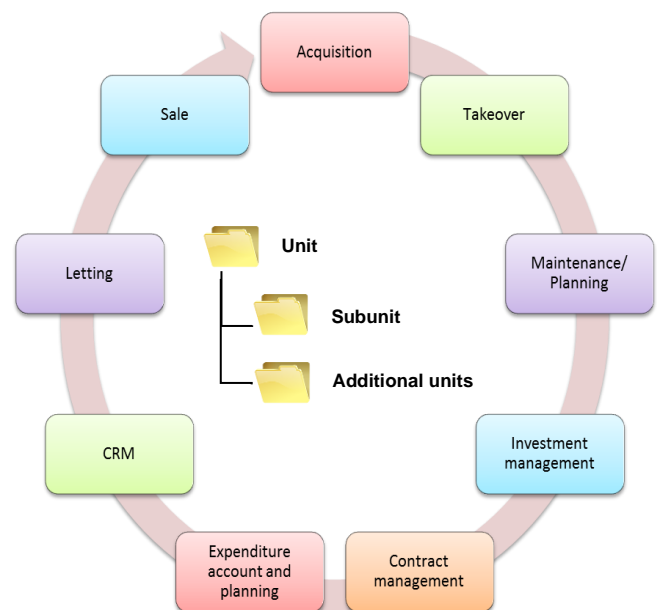 Acquisition
Takeover
Maintenance/
Planning
Investment
management
Contract
management
Expenditure
account and
planning
CRM
Letting
Sale
Unit
Subunit
Additional units